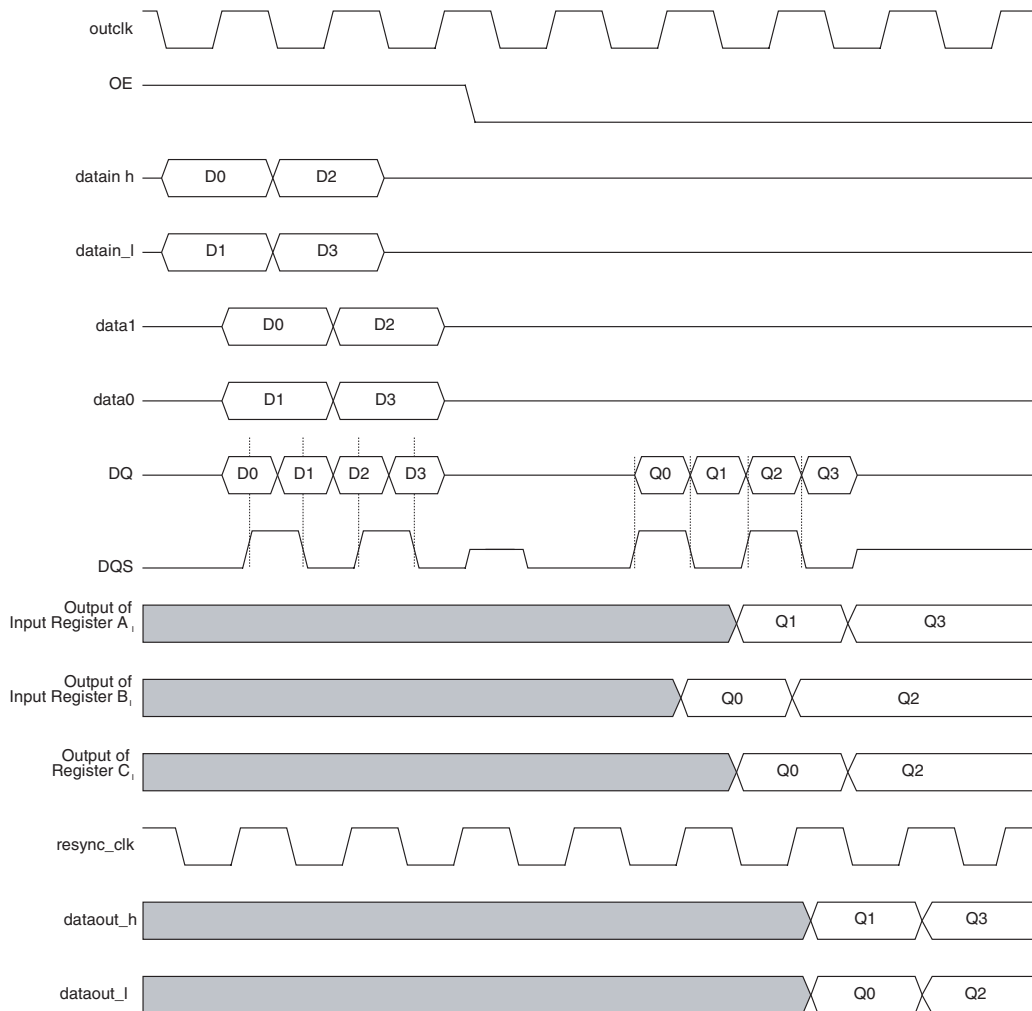 outclk
OE
datain h
D0 D2
datain_l
D1 D3
data1
D0 D2
data0
D1 D3
DQ
D0 D1 D2 D3 Q0 Q1 Q2 Q3
DQS
Output of
Input Register A I
Q1 Q3
Output of
Input Register B I
Q0 Q2
Output of
Register C I
Q0 Q2
resync_clk
dataout_h
Q1 Q3
dataout_l
Q0 Q2